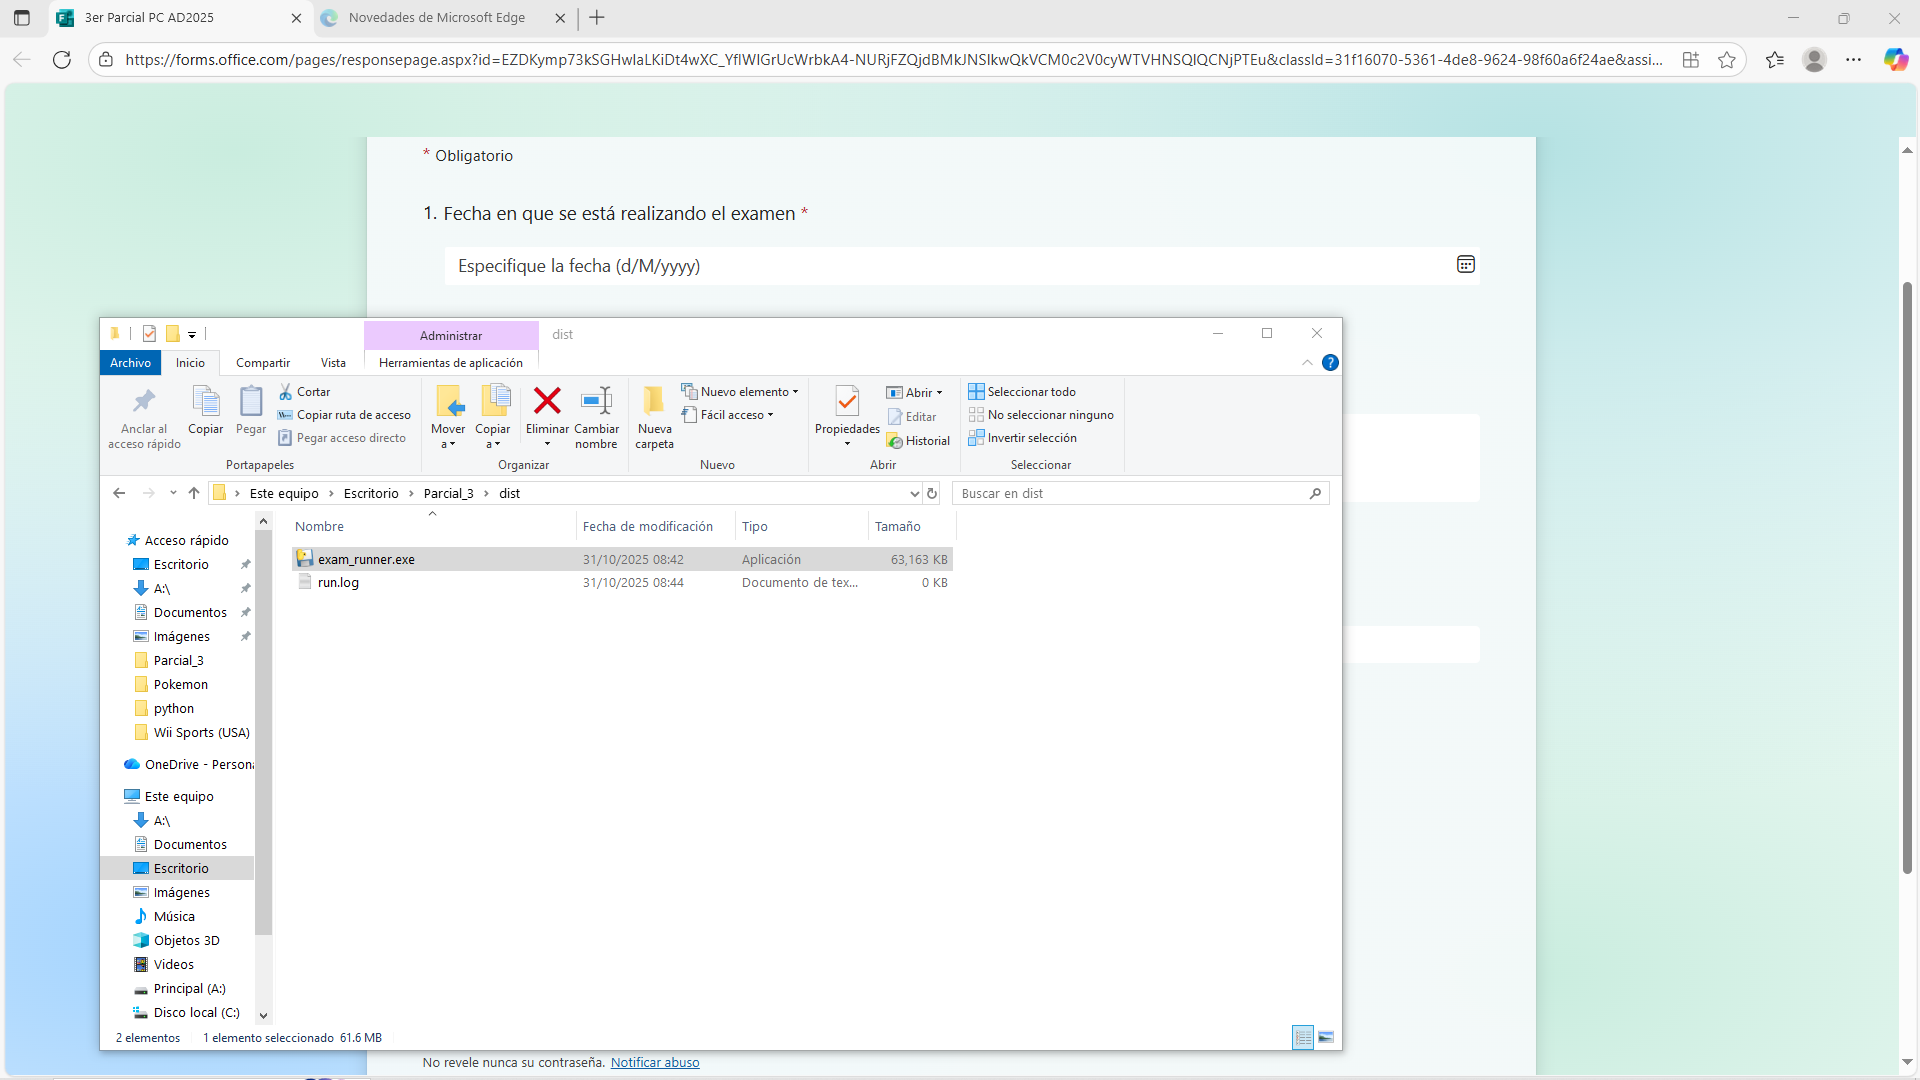 3er Parcial PC AD2025
Novedades de Microsoft Edge
https://forms.office.com/pages/responsepage.aspx?id=EZDKymp73kSGHwIaLKiDt4wXC_YfIWIGrUcWrbkA4-NURjFZQjdBMkJNSlkwQkVCM0c2V0cyWTVHNSQlQCNjPTEu&classId=31f16070-5361-4de8-9624-98f60a6f24ae&assi...
* Obligatorio
1. Fecha en que se está realizando el examen *
Especifique la fecha (d/M/yyyy)
Administrar
dist
Archivo
Inicio
Compartir
Vista
Herramientas de aplicación
?
Anclar al
acceso rápido
Copiar
Pegar
Cortar
Copiar ruta de acceso
Pegar acceso directo
Portapapeles
Mover
a
Copiar
a
Eliminar
Cambiar
nombre
Organizar
Nueva
carpeta
Nuevo elemento
Fácil acceso
Nuevo
Propiedades
Abrir
Editar
Historial
Abrir
Seleccionar todo
No seleccionar ninguno
Invertir selección
Seleccionar
Este equipo > Escritorio > Parcial_3 > dist
Buscar en dist
Nombre
Fecha de modificación
Tipo
Tamaño
exam_runner.exe
31/10/2025 08:42
Aplicación
63,163 KB
run.log
31/10/2025 08:44
Documento de tex...
0 KB
Acceso rápido
Escritorio
A:\
Documentos
Imágenes
Parcial_3
Pokemon
python
Wii Sports (USA)
OneDrive - Persona
Este equipo
A:\
Documentos
Escritorio
Imágenes
Música
Objetos 3D
Videos
Principal (A:)
Disco local (C:)
2 elementos
1 elemento seleccionado 61.6 MB
No revele nunca su contraseña. Notificar abuso